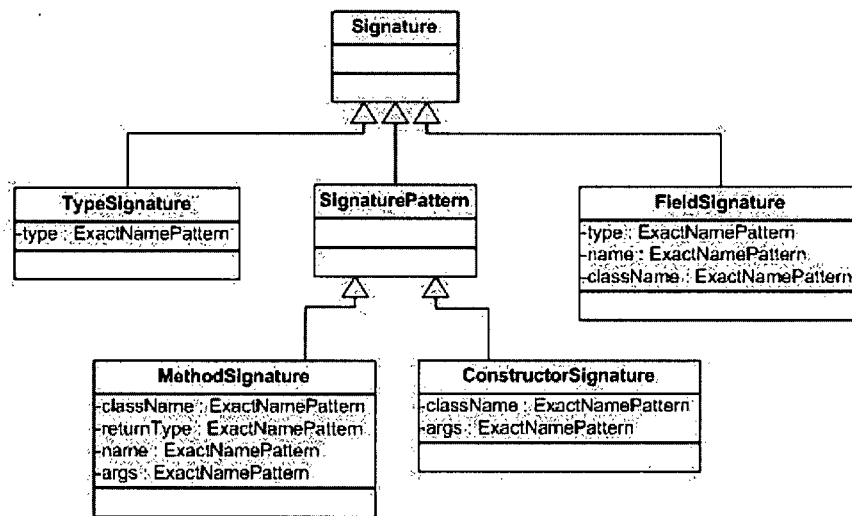 Signature
TypeSignature
-type : ExactNamePattern
SignaturePattern
FieldSignature
-type : ExactNamePattern
-name : ExactNamePattern
-className : ExactNamePattern
MethodSignature
-className : ExactNamePattern
-returnType : ExactNamePattern
-name : ExactNamePattern
-args : ExactNamePattern
ConstructorSignature
-className : ExactNamePattern
-args : ExactNamePattern